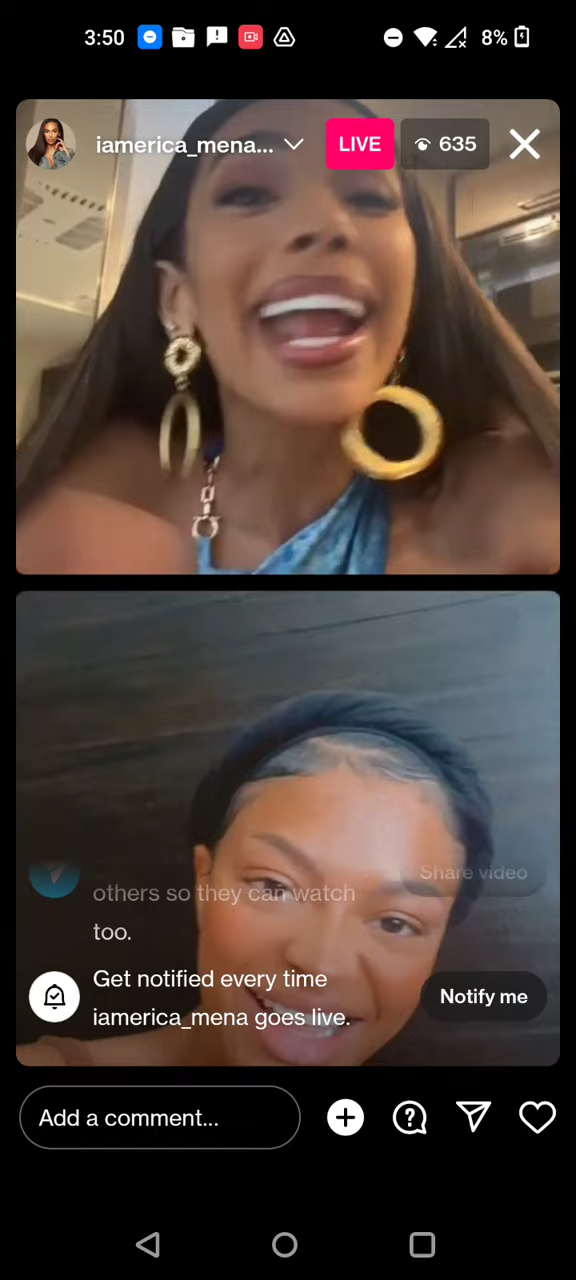 3:50
8%
iamerica_mena...
LIVE
635
Share video
others so they can watch
too.
Get notified every time
iamerica_mena goes live.
Notify me
Add a comment...